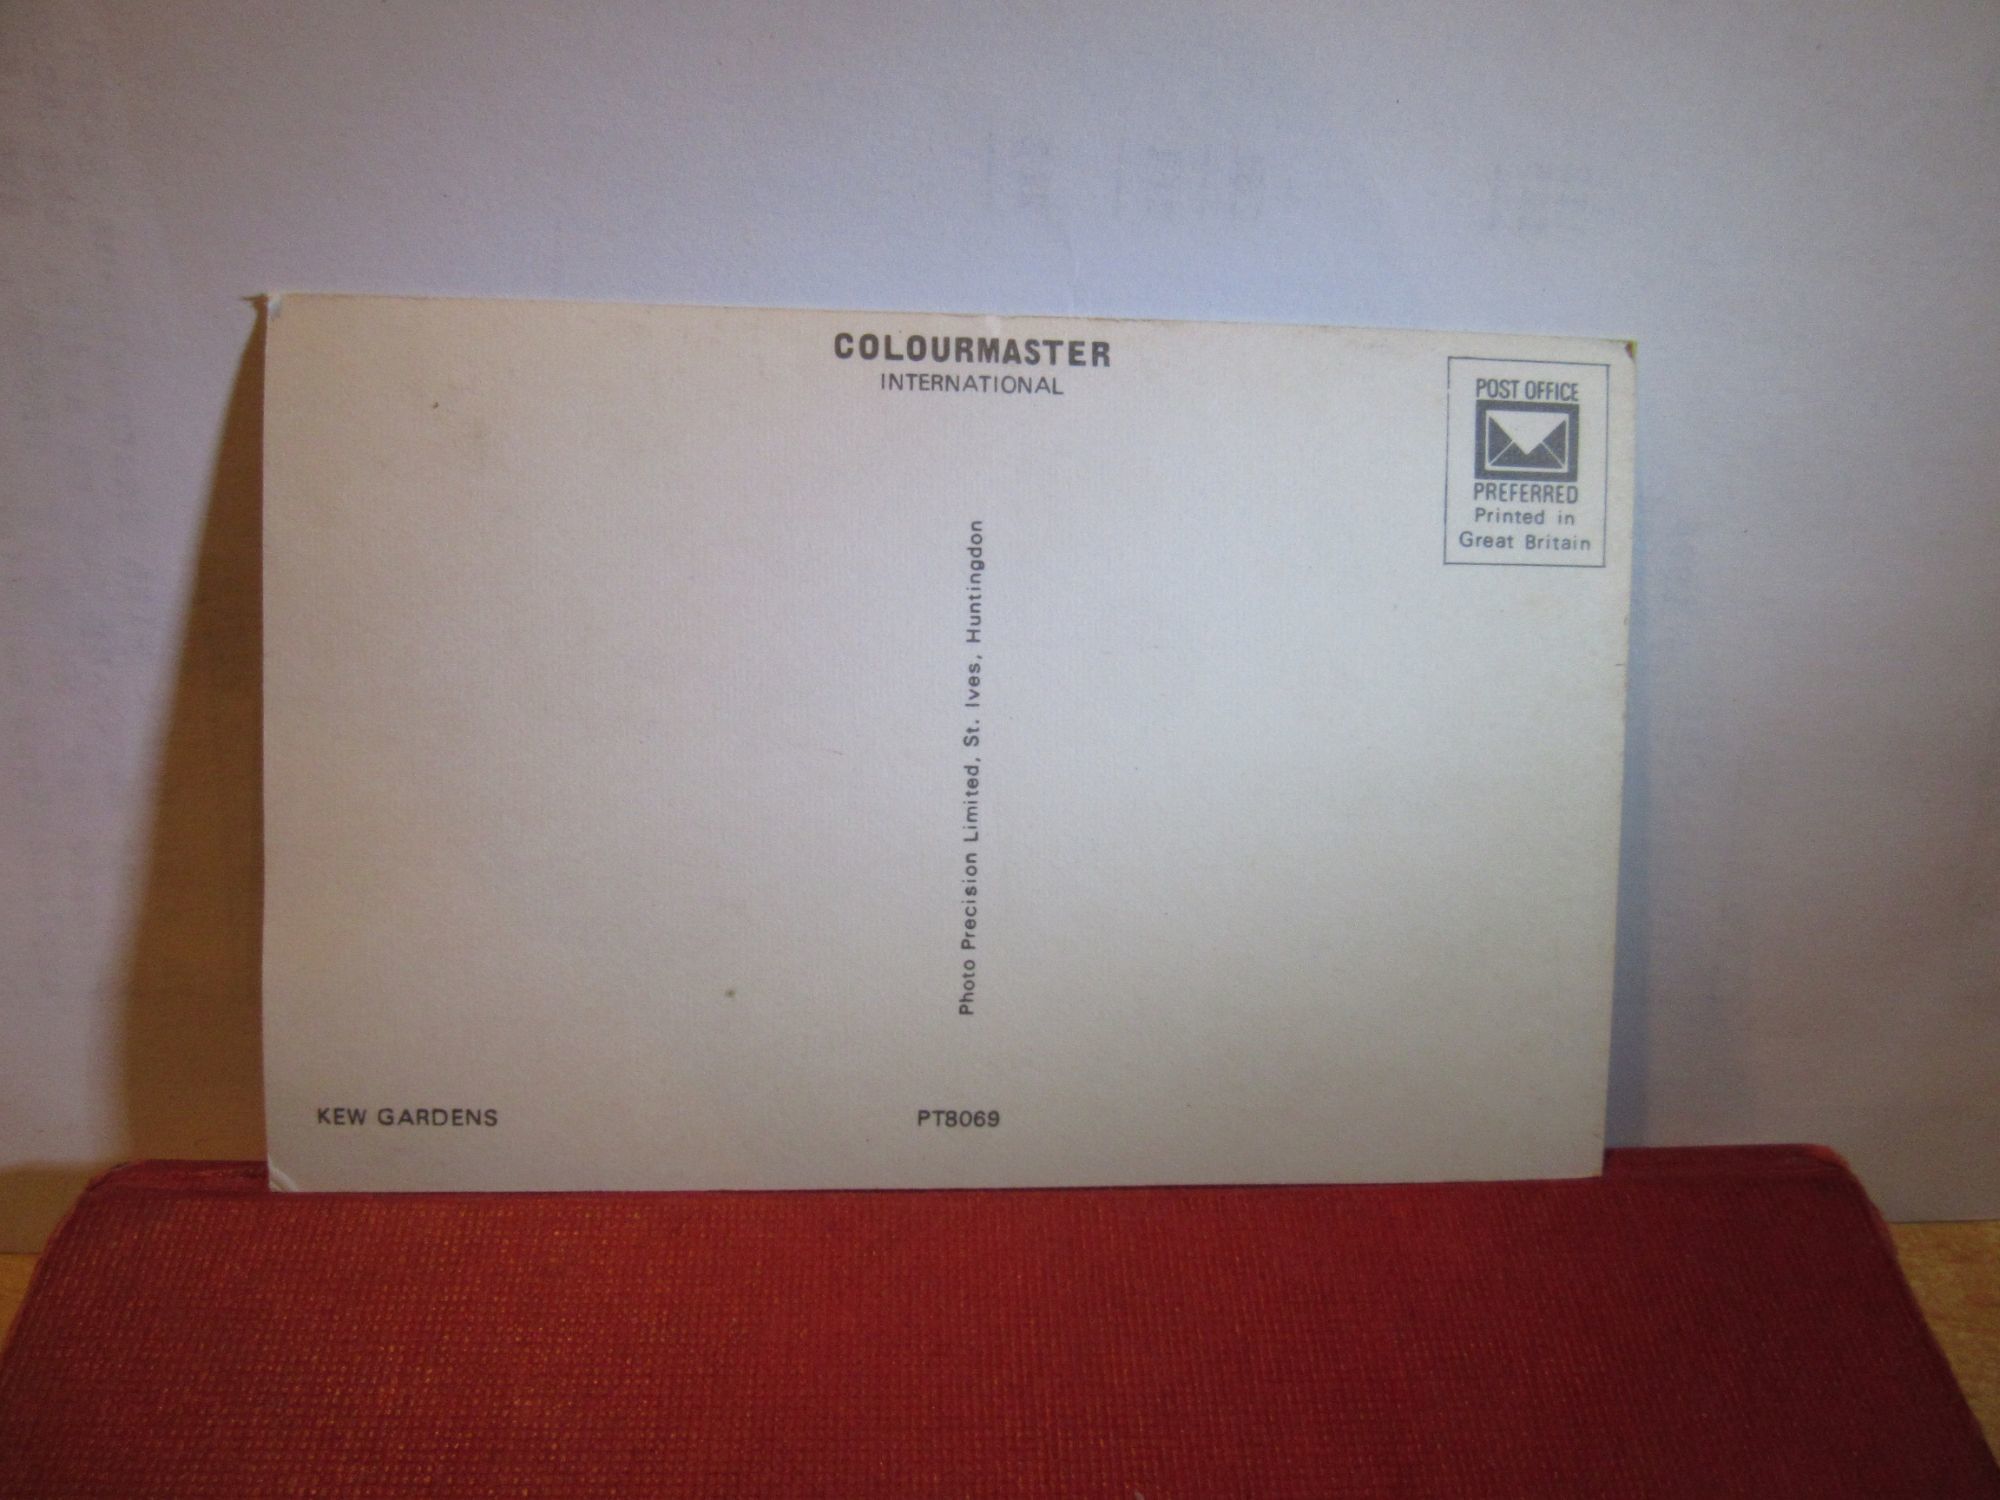 COLOURMASTER
INTERNATIONAL
POST OFFICE
PREFERRED
Printed in
Great Britain
Photo Precision Limited, St. Ives, Huntingdon
KEW GARDENS
PT8069